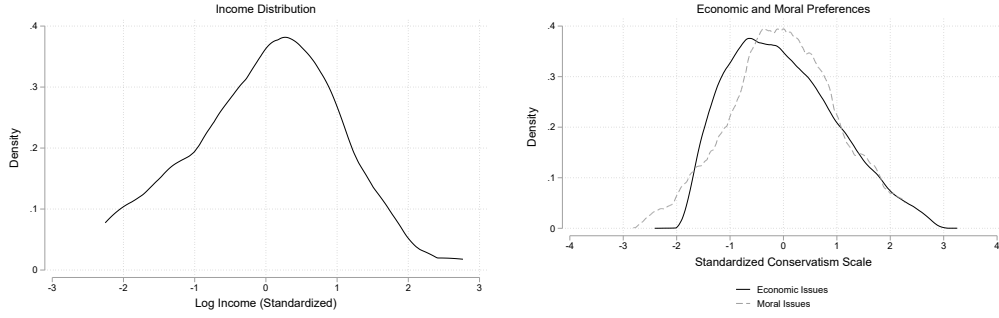 Income Distribution
.4
.3
.2
.1
0
Density
-3 -2 -1 0 1 2 3
Log Income (Standardized)
Economic and Moral Preferences
.4
.3
.2
.1
0
Density
-4 -3 -2 -1 0 1 2 3 4
Standardized Conservatism Scale
Economic Issues
Moral Issues